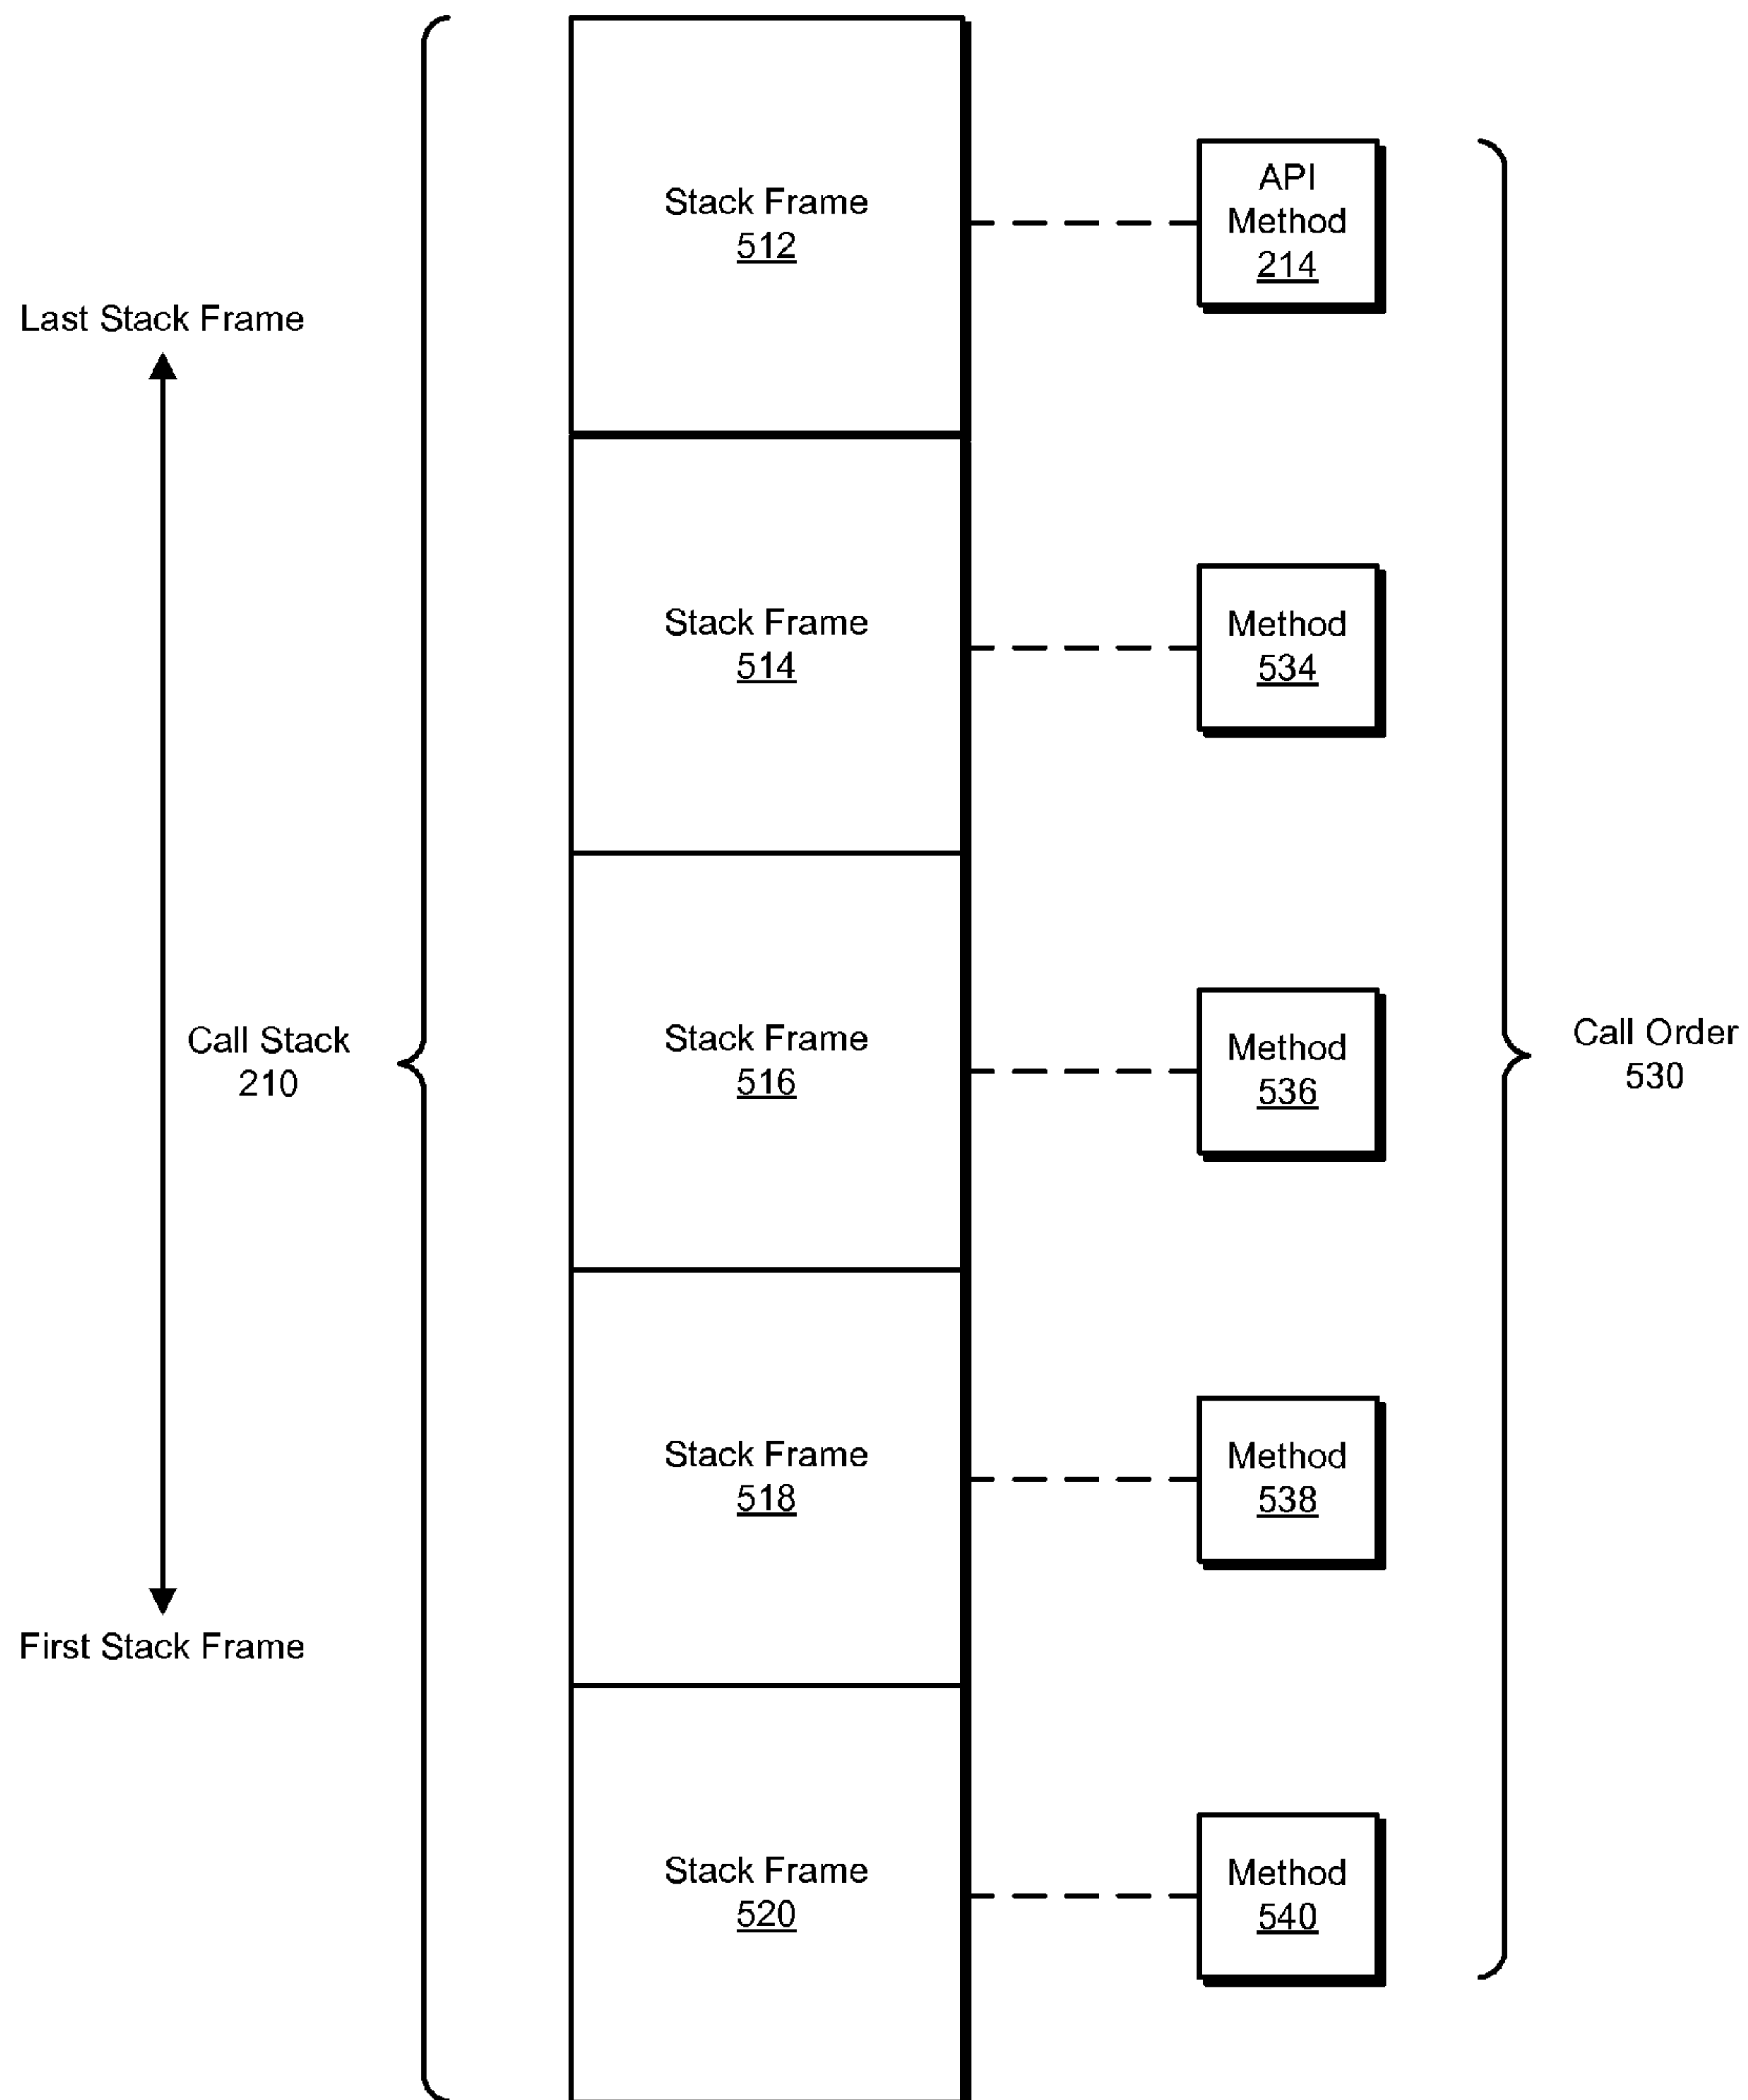 Stack Frame
512
API
Method
214
Last Stack Frame
Stack Frame
514
Method
534
Call Stack
210
Stack Frame
516
Method
536
Call Order
530
Stack Frame
518
Method
538
First Stack Frame
Stack Frame
520
Method
540